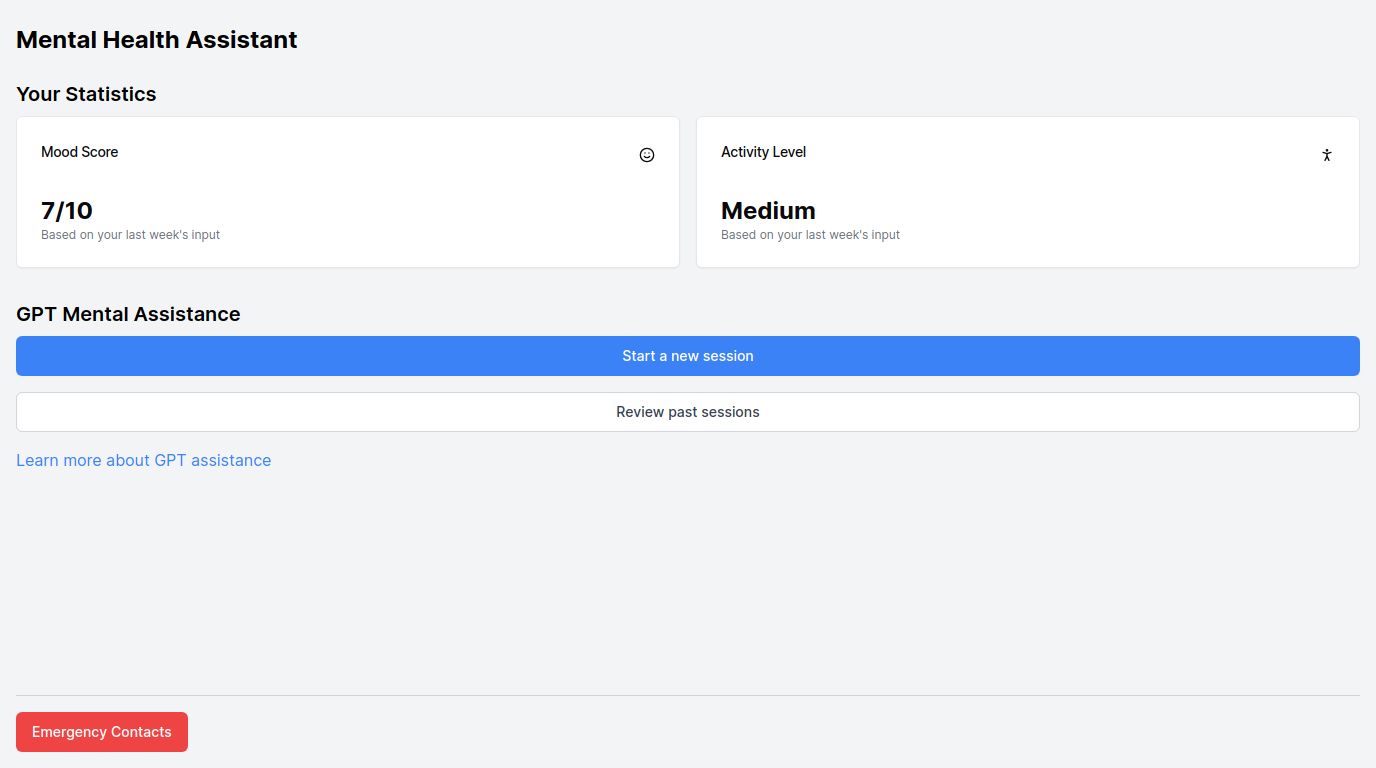 Mental Health Assistant
Your Statistics
Mood Score
7/10
Based on your last week's input
Activity Level
Medium
Based on your last week's input
GPT Mental Assistance
Start a new session
Review past sessions
Learn more about GPT assistance
Emergency Contacts